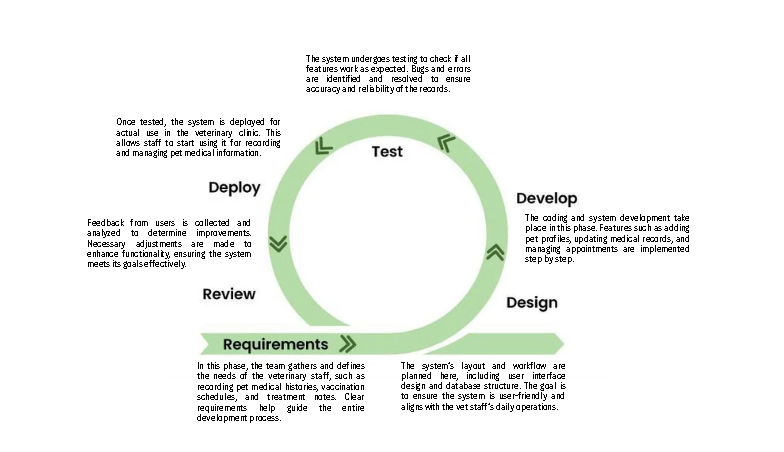 The system undergoes testing to check if all
features work as expected. Bugs and errors
are identified and resolved to ensure
accuracy and reliability of the records.
Once tested, the system is deployed for
actual use in the veterinary clinic. This
allows staff to start using it for recording
and managing pet medical information.
Test
Deploy
Develop
The coding and system development take
place in this phase. Features such as adding
pet profiles, updating medical records, and
managing appointments are implemented
step by step.
Feedback from users is collected and
analyzed to determine improvements.
Necessary adjustments are made to
enhance functionality, ensuring the system
meets its goals effectively.
Review
Design
Requirements
In this phase, the team gathers and defines
the needs of the veterinary staff, such as
recording pet medical histories, vaccination
schedules, and treatment notes. Clear
requirements help guide the entire
development process.
The system's layout and workflow are
planned here, including user interface
design and database structure. The goal is
to ensure the system is user-friendly and
aligns with the vet staff's daily operations.